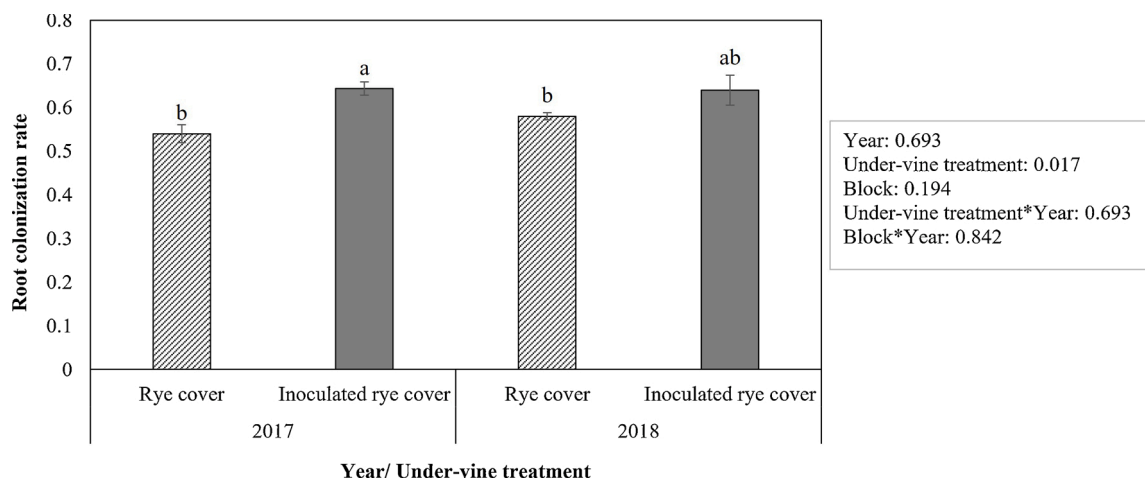 0.8
0.7
0.6
0.5
0.4
0.3
0.2
0.1
0
Root colonization rate
b
a
b
ab
Rye cover
Inoculated rye cover
Rye cover
Inoculated rye cover
2017
2018
Year/ Under-vine treatment
Year: 0.693
Under-vine treatment: 0.017
Block: 0.194
Under-vine treatment*Year: 0.693
Block*Year: 0.842